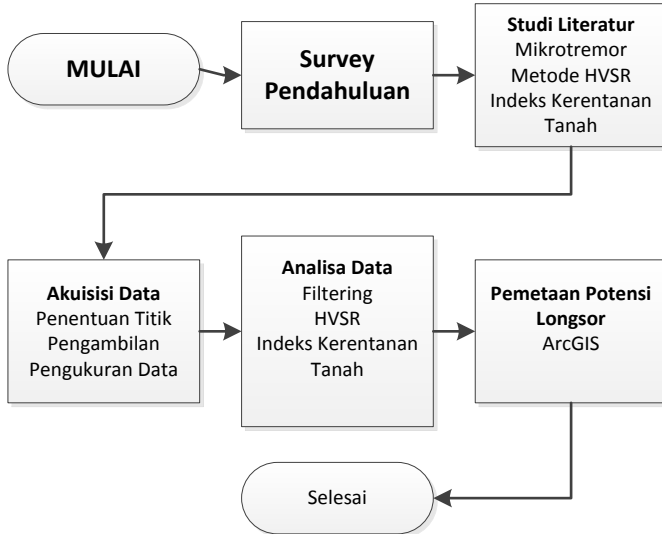 MULAI
Survey
Pendahuluan
Studi Literatur
Mikrotremor
Metode HVSR
Indeks Kerentanan
Tanah
Akuisisi Data
Penentuan Titik
Pengambilan
Pengukuran Data
Analisa Data
Filtering
HVSR
Indeks Kerentanan
Tanah
Pemetaan Potensi
Longsor
ArcGIS
Selesai